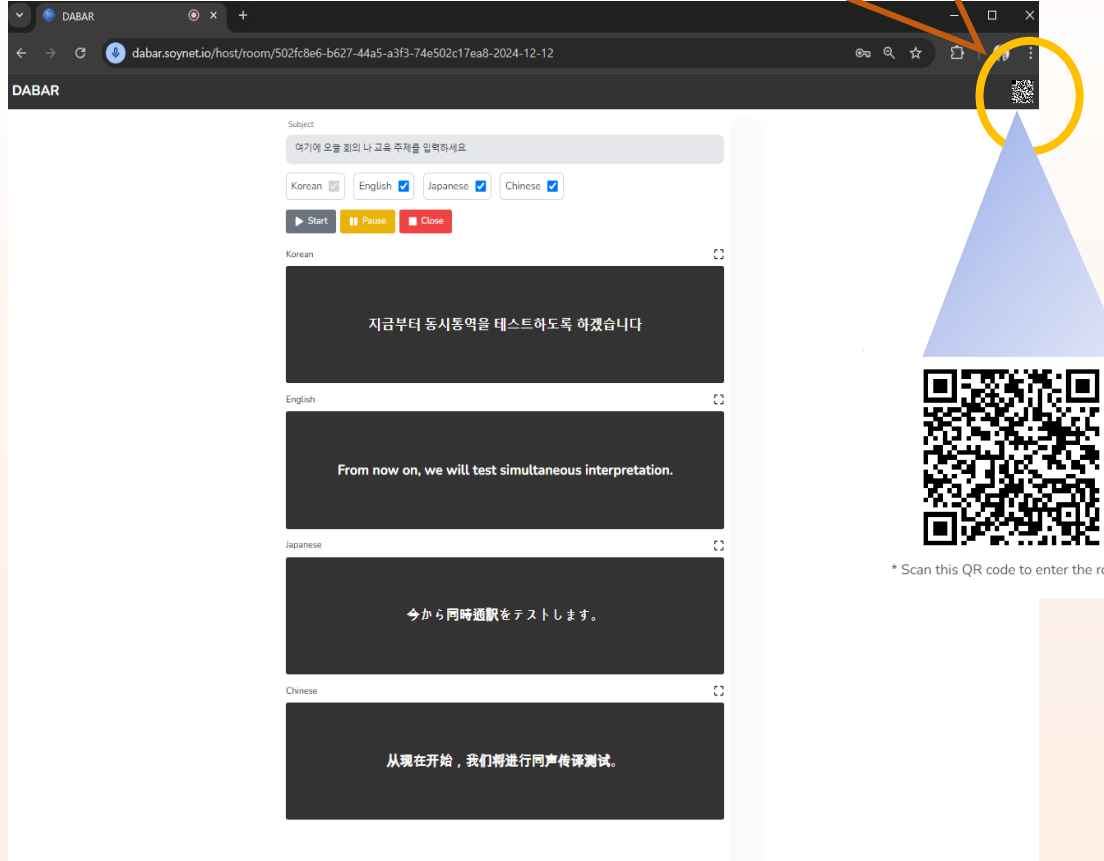 DABAR
dabar.soynet.io/host/room/502fc8e6-b627-44a5-a3f3-74e502c17ea8-2024-12-12
DABAR
Subject
여기에 오늘 회의 나 교육 주제를 입력하세요
Korean English Japanese Chinese
Start Pause Close
Korean
지금부터 동시통역을 테스트하도록 하겠습니다
English
From now on, we will test simultaneous interpretation.
Japanese
今から同時通訳をテストします。
Chinese
从现在开始，我们将进行同声传译测试。
* Scan this QR code to enter the